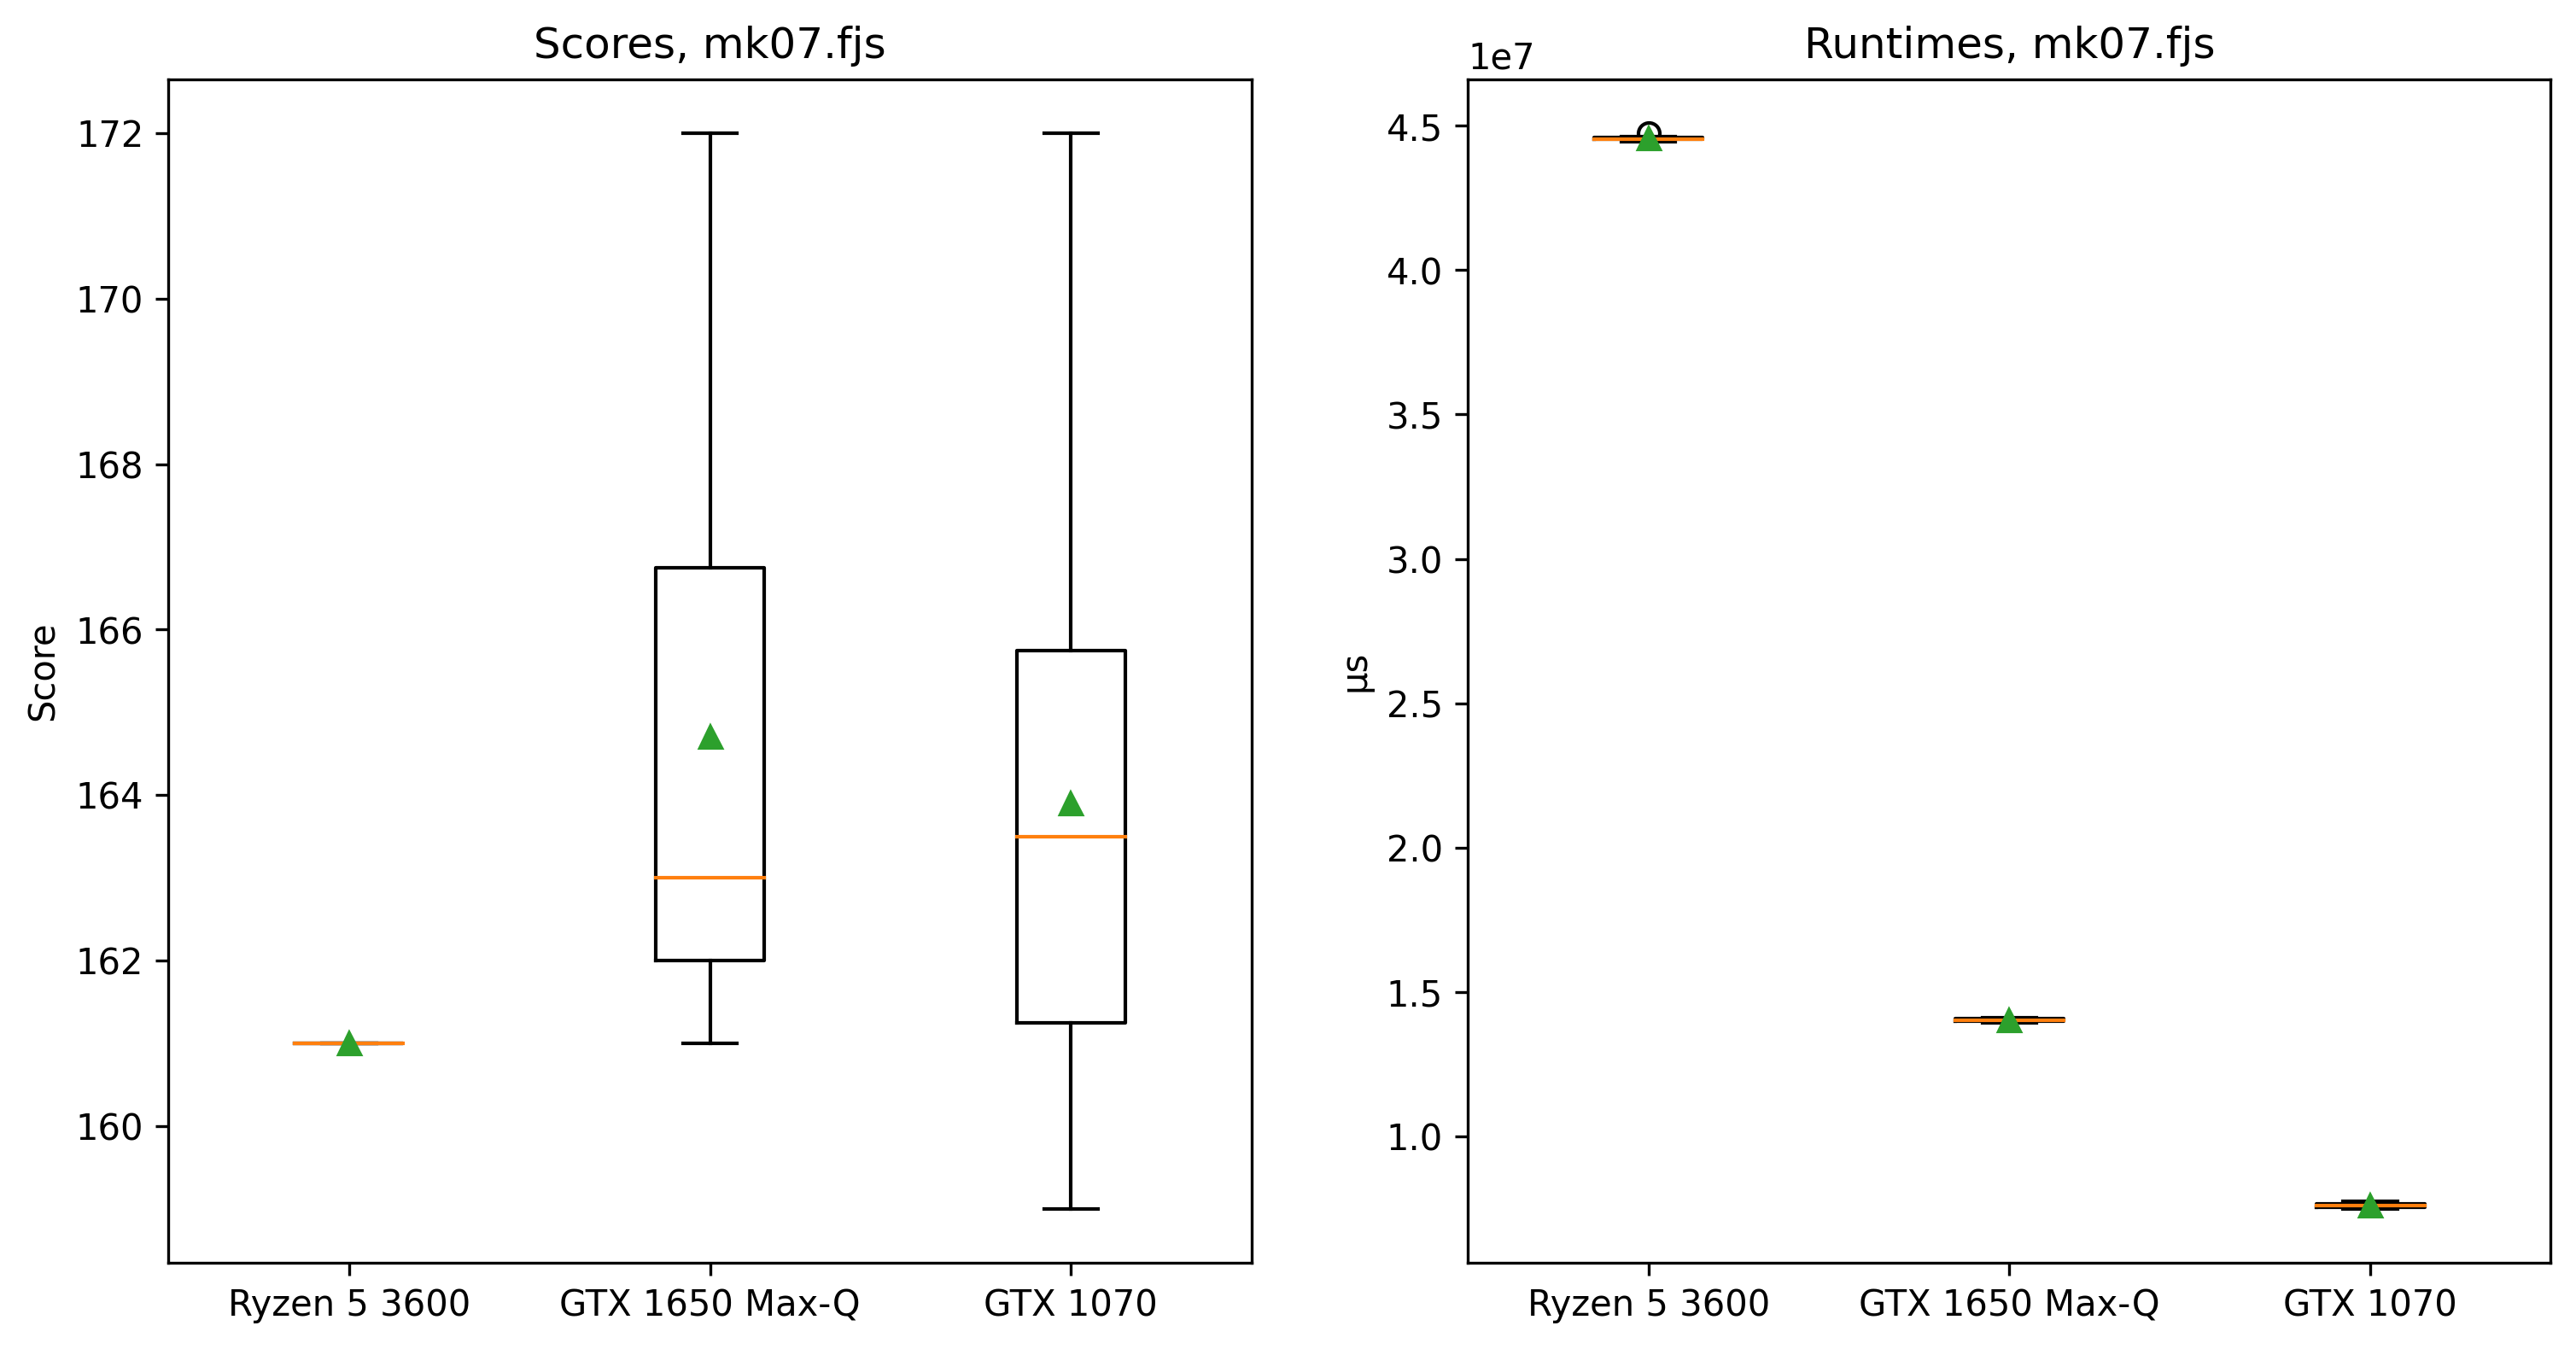 Scores, mk07.fjs
Score
172
170
168
166
164
162
160
Ryzen 5 3600
GTX 1650 Max-Q
GTX 1070
Runtimes, mk07.fjs
1e7
µs
4.5
4.0
3.5
3.0
2.5
2.0
1.5
1.0
Ryzen 5 3600
GTX 1650 Max-Q
GTX 1070